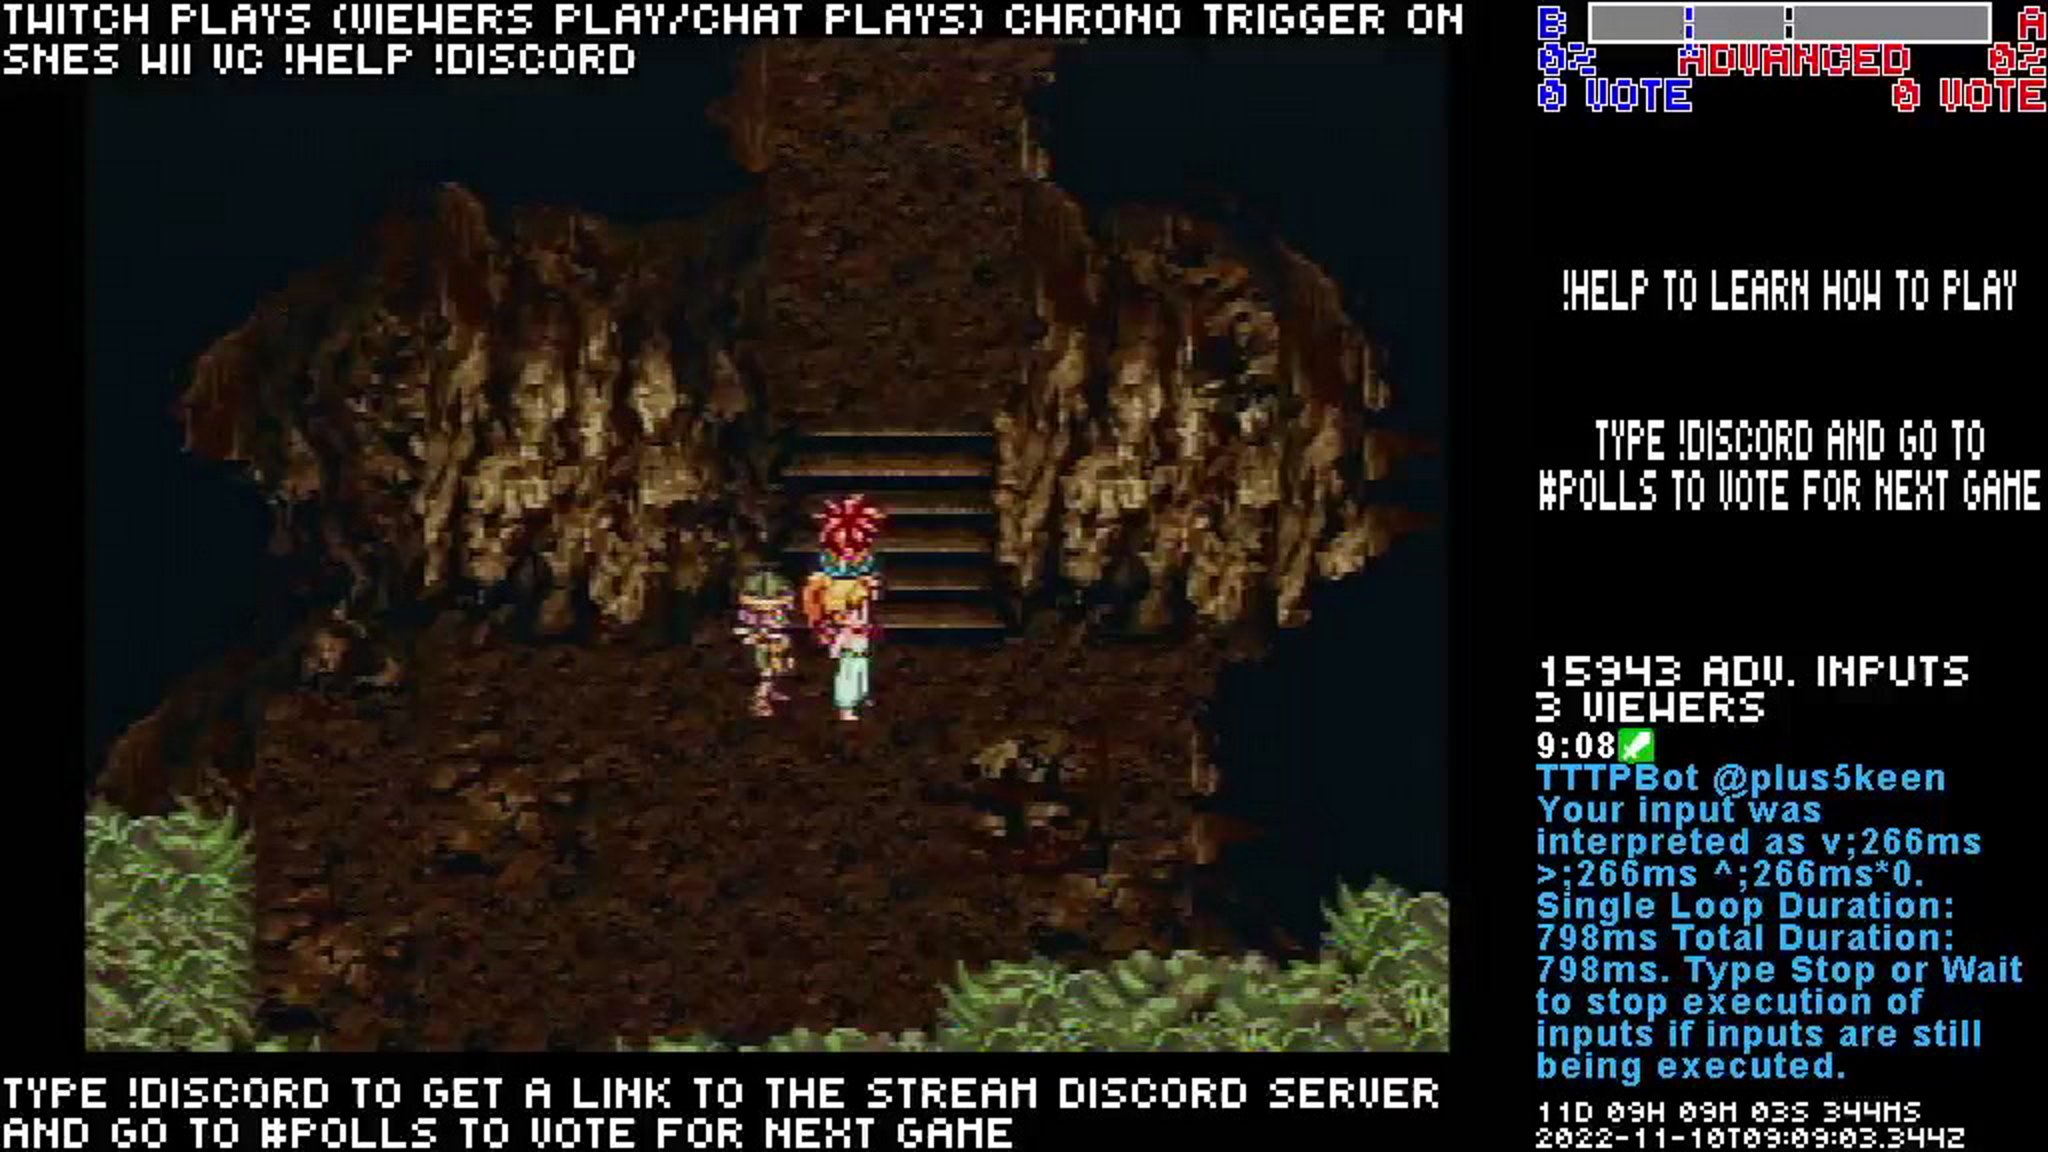 TWITCH PLAYS (VIEWERS PLAY/CHAT PLAYS) CHRONO TRIGGER ON
SNES WII VC !HELP !DISCORD
B A
0% ADVANCED 0%
0 VOTE 0 VOTE
!HELP TO LEARN HOW TO PLAY
TYPE !DISCORD AND GO TO
#POLLS TO VOTE FOR NEXT GAME
15943 ADV. INPUTS
3 VIEWERS
9:08
TTTPBot @plus5keen
Your input was
interpreted as v;266ms
>;266ms ^;266ms*0.
Single Loop Duration:
798ms Total Duration:
798ms. Type Stop or Wait
to stop execution of
inputs if inputs are still
being executed.
TYPE !DISCORD TO GET A LINK TO THE STREAM DISCORD SERVER
AND GO TO #POLLS TO VOTE FOR NEXT GAME
11D 09H 09M 03S 344MS
2022-11-10T09:09:03.344Z